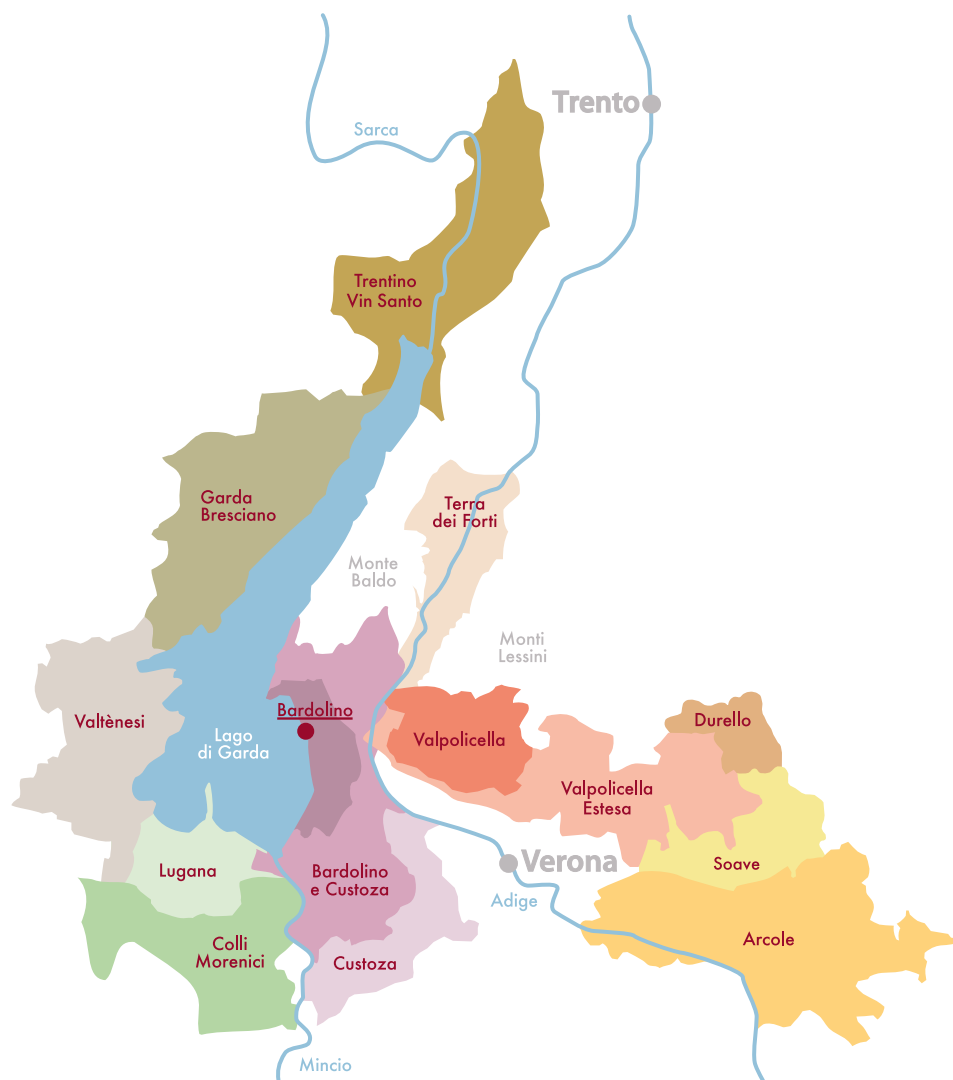 Trento
Sarca
Trentino
Vin Santo
Garda
Bresciano
Terra
dei Forti
Monte
Baldo
Monti
Lessini
Bardolino
Valtènesi
Lago
di Garda
Valpolicella
Durello
Valpolicella
Estesa
Lugana
Bardolino
e Custoza
Verona
Soave
Adige
Colli
Morenici
Custoza
Arcole
Mincio